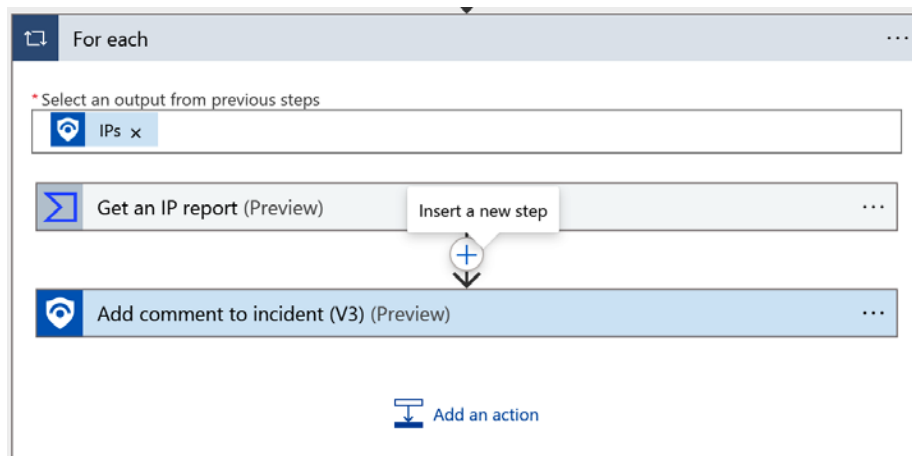 For each
* Select an output from previous steps
IPs ×
Get an IP report (Preview)
Insert a new step
Add comment to incident (V3) (Preview)
Add an action